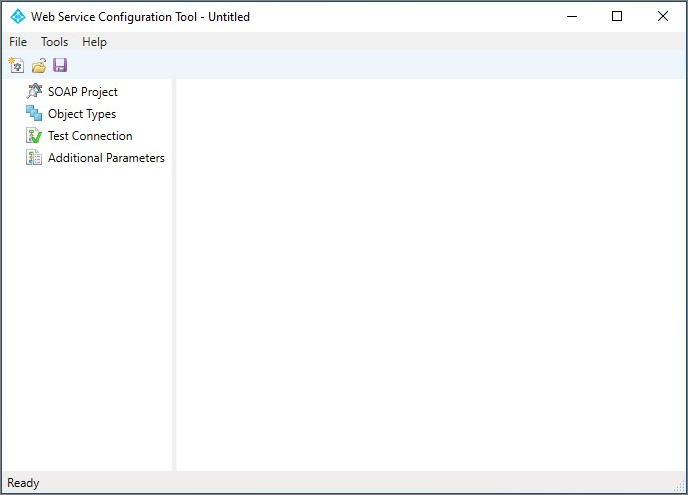 Web Service Configuration Tool - Untitled
File Tools Help
SOAP Project
Object Types
Test Connection
Additional Parameters
Ready